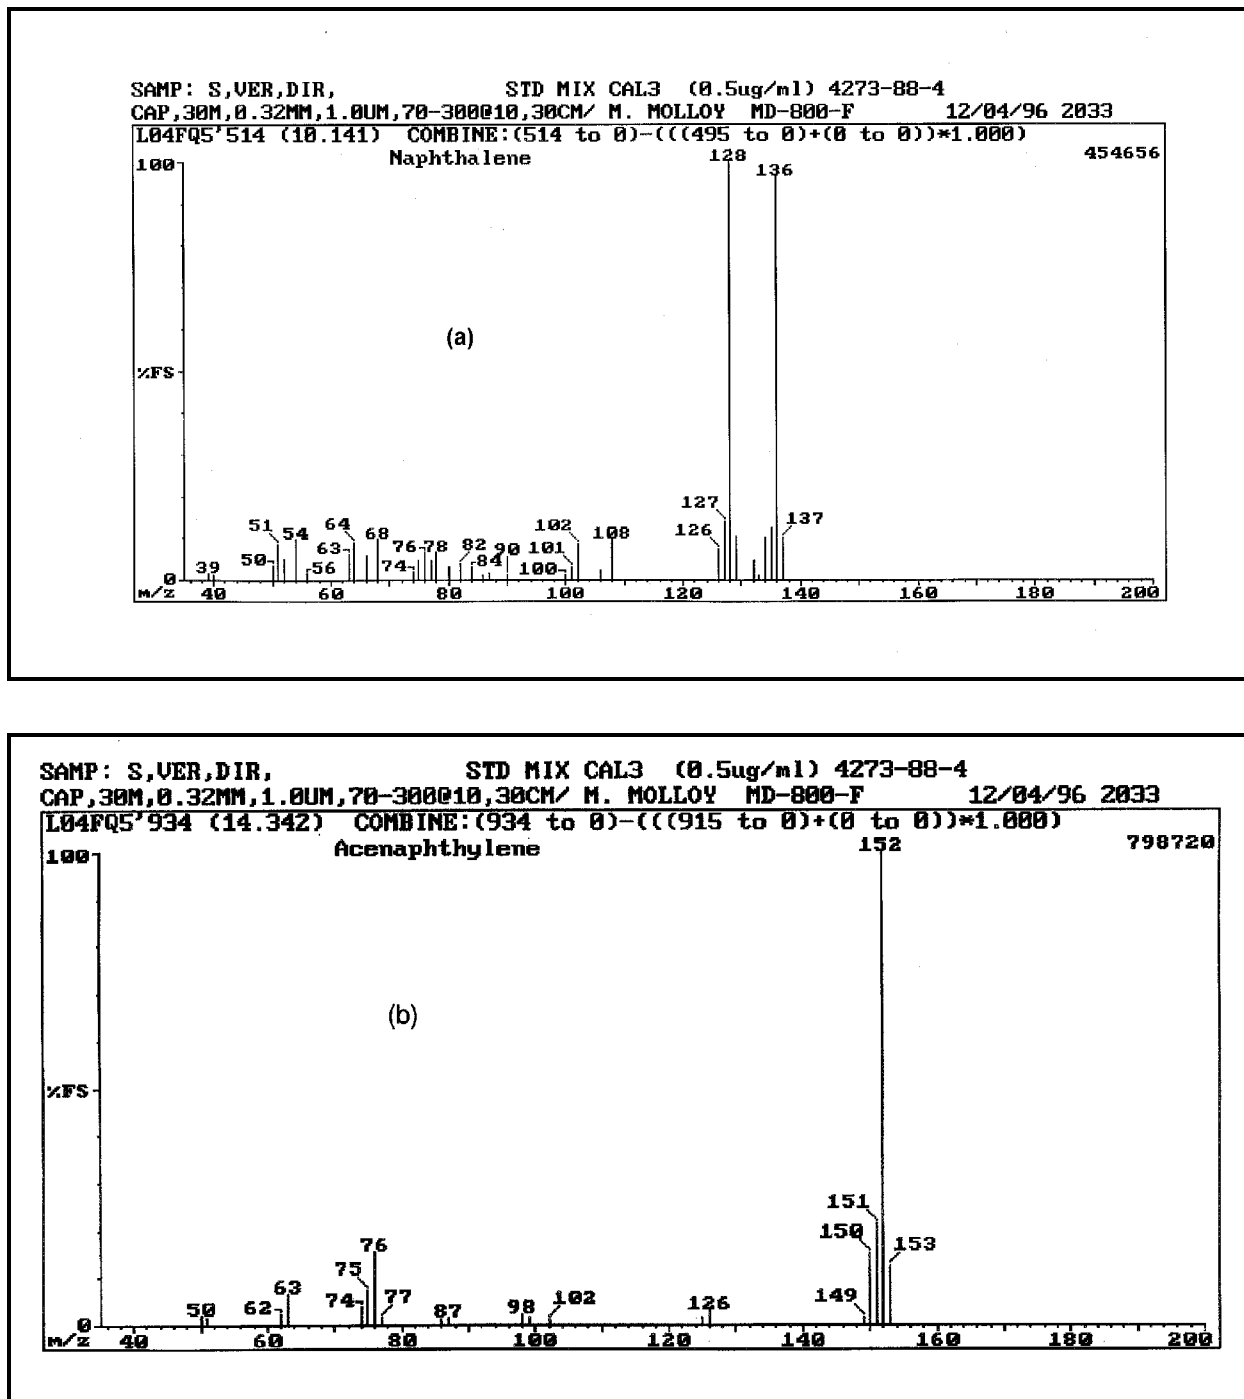 SAMP: S,VER,DIR, STD MIX CAL3 (0.5ug/ml) 4273-88-4
CAP,30M,0.32MM,1.0UM,70-300@10,30CM/ M. MOLLOY MD-800-F 12/04/96 2033
L04FQ5'514 (10.141) COMBINE:(514 to 0)-(((495 to 0)+(0 to 0))*1.000)
Naphthalene 128 454656
100 136
(a)
%FS
127 137
51 54 64 68 102 108 126
50 63 76 78 82 90 101
39 56 74 84 100
0
m/z 40 60 80 100 120 140 160 180 200
SAMP: S,VER,DIR, STD MIX CAL3 (0.5ug/ml) 4273-88-4
CAP,30M,0.32MM,1.0UM,70-300@10,30CM/ M. MOLLOY MD-800-F 12/04/96 2033
L04FQ5'934 (14.342) COMBINE:(934 to 0)-(((915 to 0)+(0 to 0))*1.000)
Acenaphthylene 152 798720
100
(b)
%FS
151
150 153
76
75
63 149
50 62 74 77 87 98 102 126
0
m/z 40 60 80 100 120 140 160 180 200